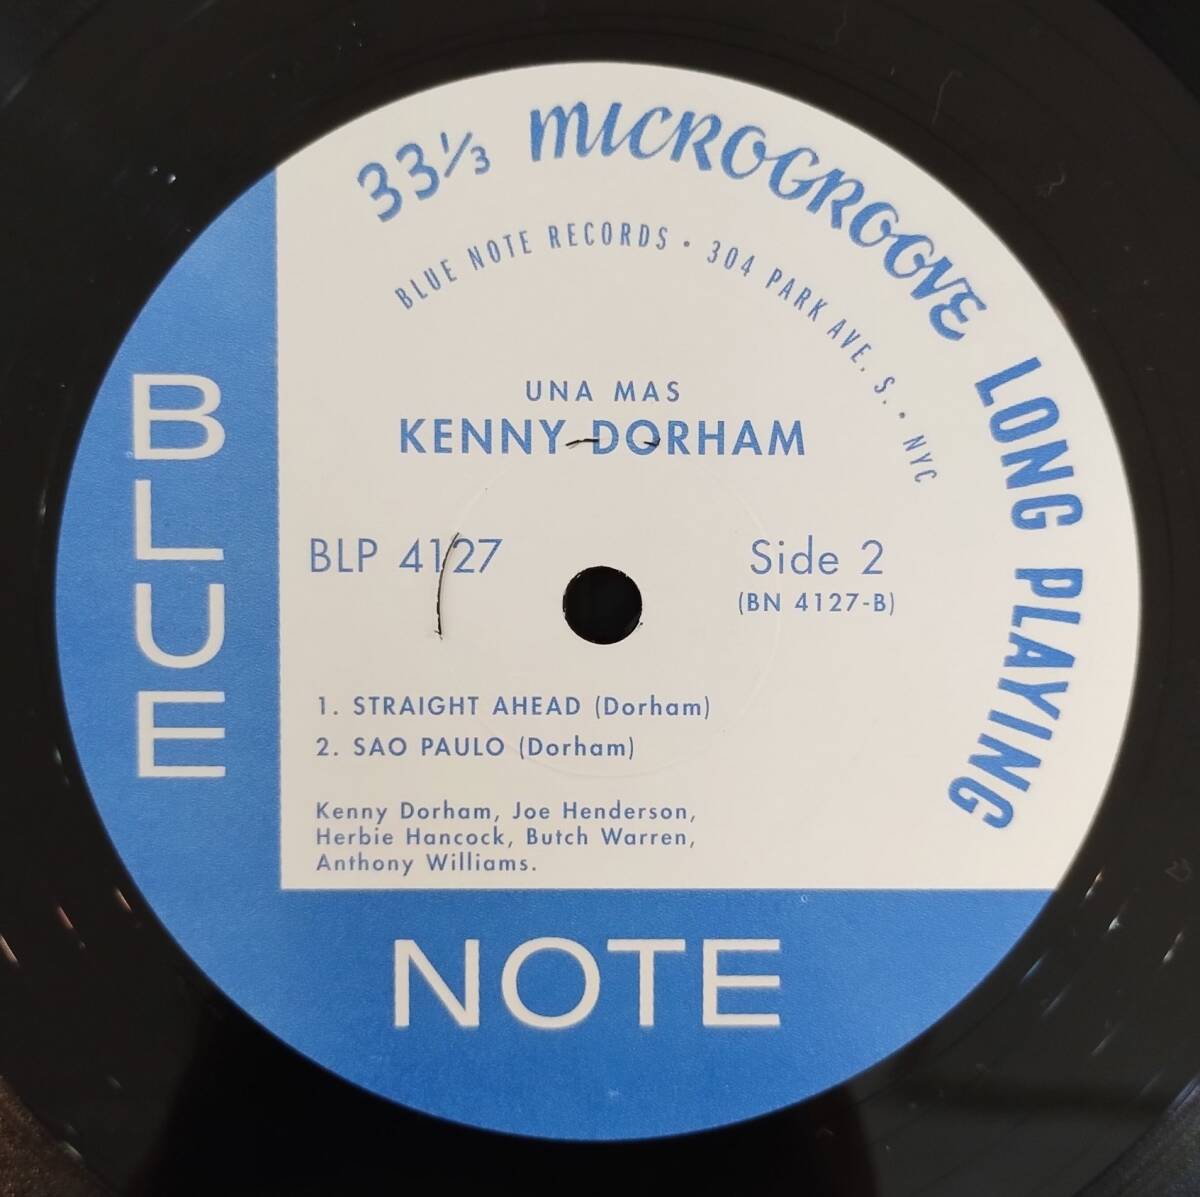 33⅓ MICROGROOVE LONG PLAYING
BLUE NOTE RECORDS • 304 PARK AVE. S. • NYC
UNA MAS
KENNY DORHAM
BLP 4127
Side 2
(BN 4127-B)
1. STRAIGHT AHEAD (Dorham)
2. SAO PAULO (Dorham)
Kenny Dorham, Joe Henderson,
Herbie Hancock, Butch Warren,
Anthony Williams.
BLUE
NOTE